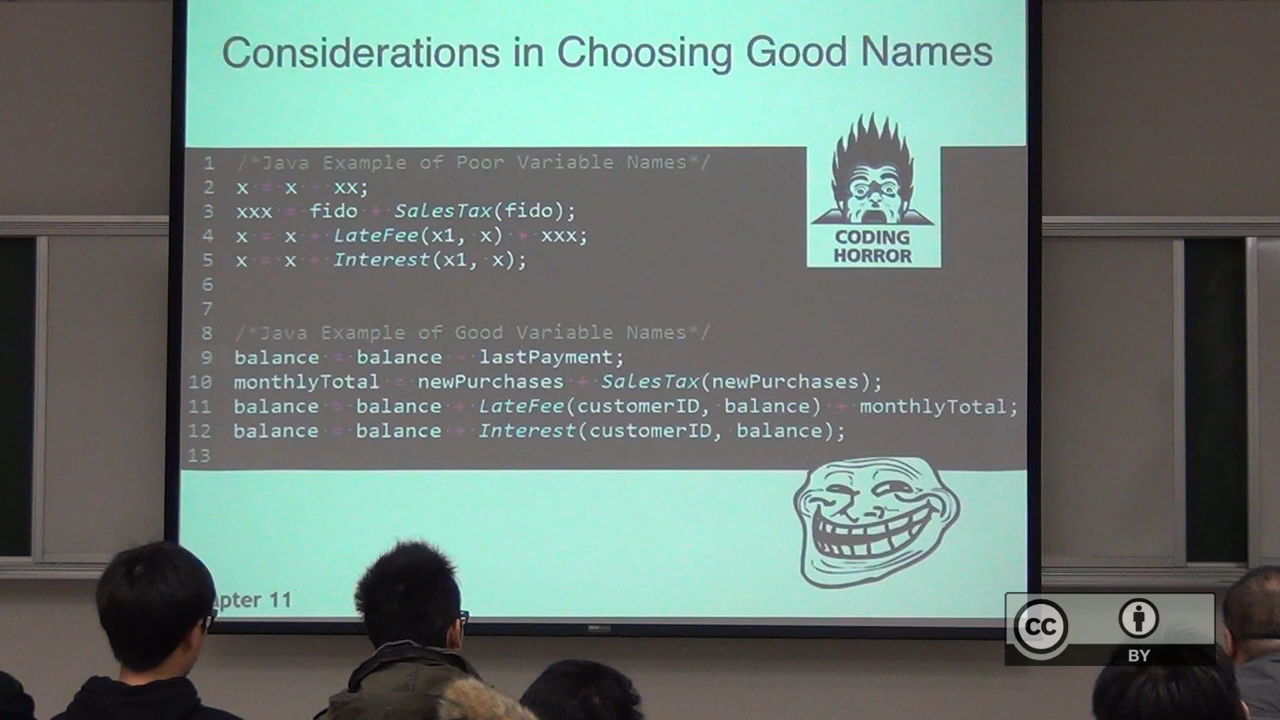 Considerations in Choosing Good Names
1 /*Java Example of Poor Variable Names*/
2 x = x - xx;
3 xxx = fido + SalesTax(fido);
4 x = x + LateFee(x1, x) + xxx;
5 x = x + Interest(x1, x);
6
7
8 /*Java Example of Good Variable Names*/
9 balance = balance - lastPayment;
10 monthlyTotal = newPurchases + SalesTax(newPurchases);
11 balance = balance + LateFee(customerID, balance) + monthlyTotal;
12 balance = balance + Interest(customerID, balance);
13
CODING
HORROR
pter 11
CC
BY